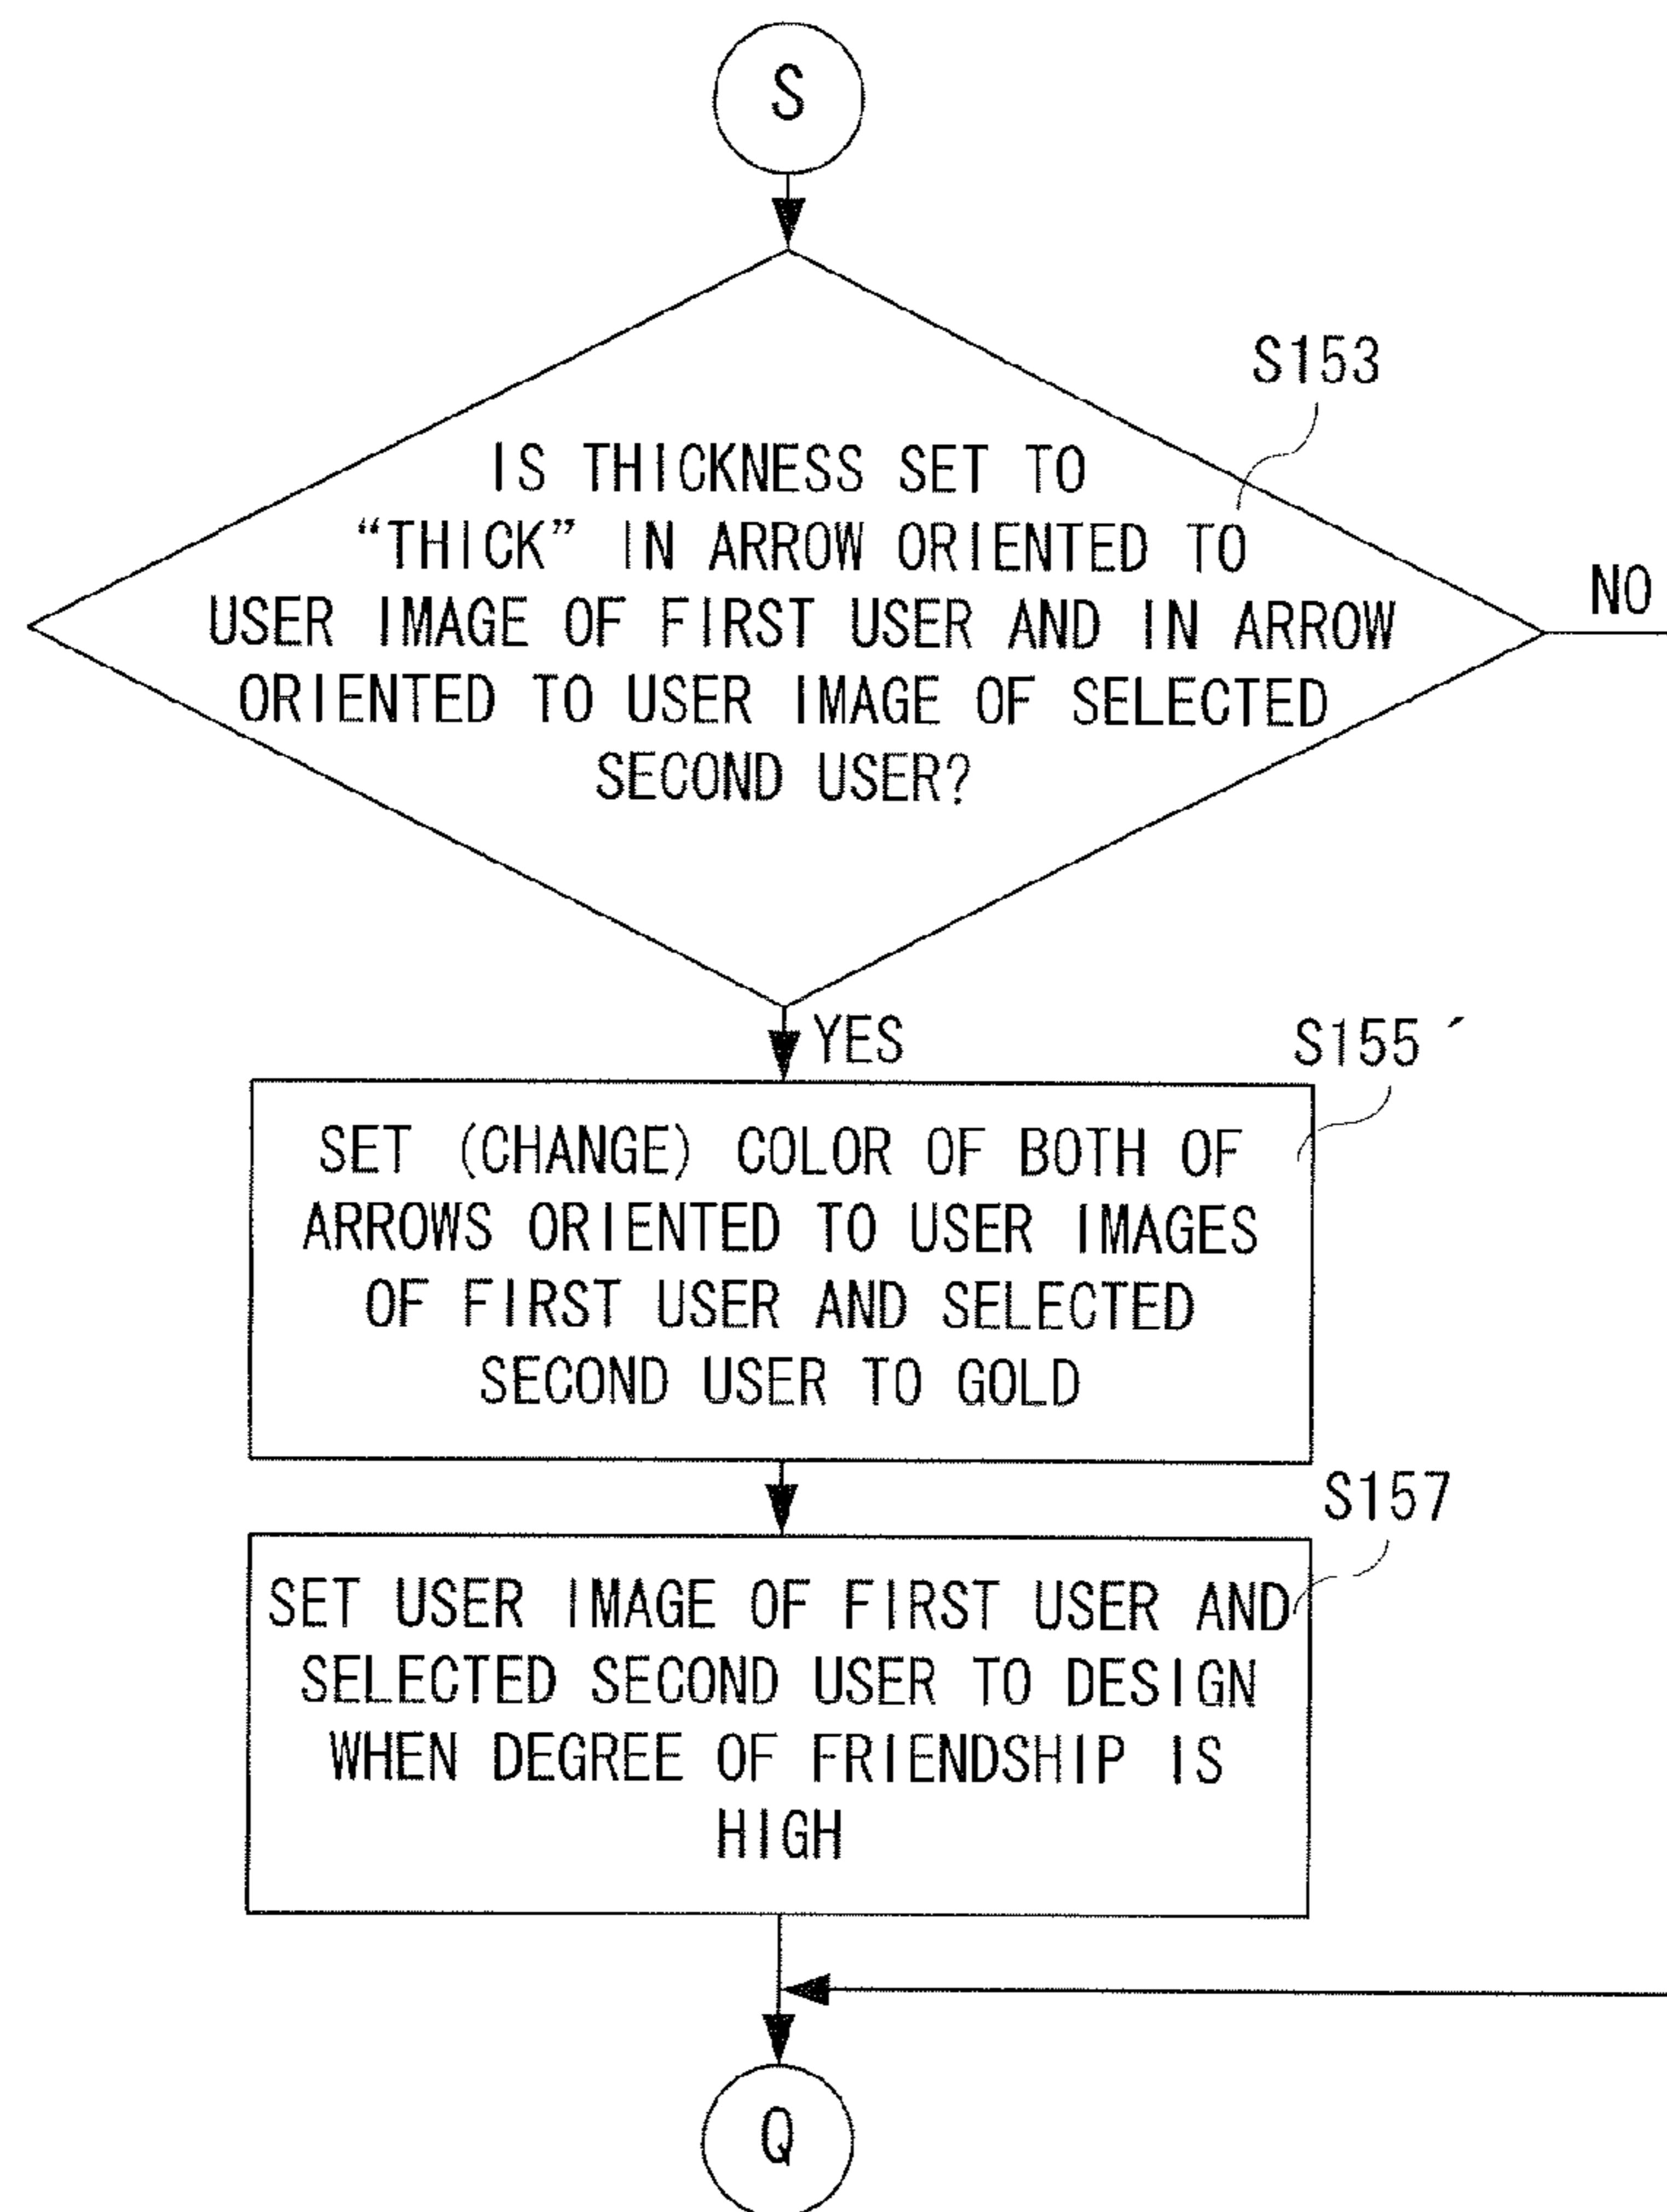 S
S153
IS THICKNESS SET TO
“THICK” IN ARROW ORIENTED TO
USER IMAGE OF FIRST USER AND IN ARROW
ORIENTED TO USER IMAGE OF SELECTED
SECOND USER?
NO
YES
S155´
SET (CHANGE) COLOR OF BOTH OF
ARROWS ORIENTED TO USER IMAGES
OF FIRST USER AND SELECTED
SECOND USER TO GOLD
S157
SET USER IMAGE OF FIRST USER AND
SELECTED SECOND USER TO DESIGN
WHEN DEGREE OF FRIENDSHIP IS
HIGH
Q